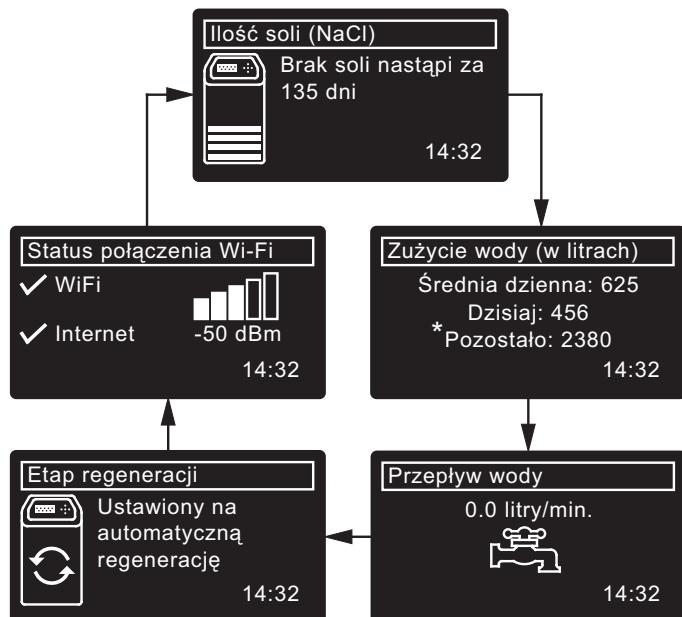 Ilość soli (NaCl)
Brak soli nastąpi za
135 dni
14:32
Status połączenia Wi-Fi
WiFi
Internet
-50 dBm
14:32
Zużycie wody (w litrach)
Średnia dzienna: 625
Dzisiaj: 456
*Pozostało: 2380
14:32
Etap regeneracji
Ustawiony na
automatyczną
regenerację
14:32
Przepływ wody
0.0 litry/min.
14:32